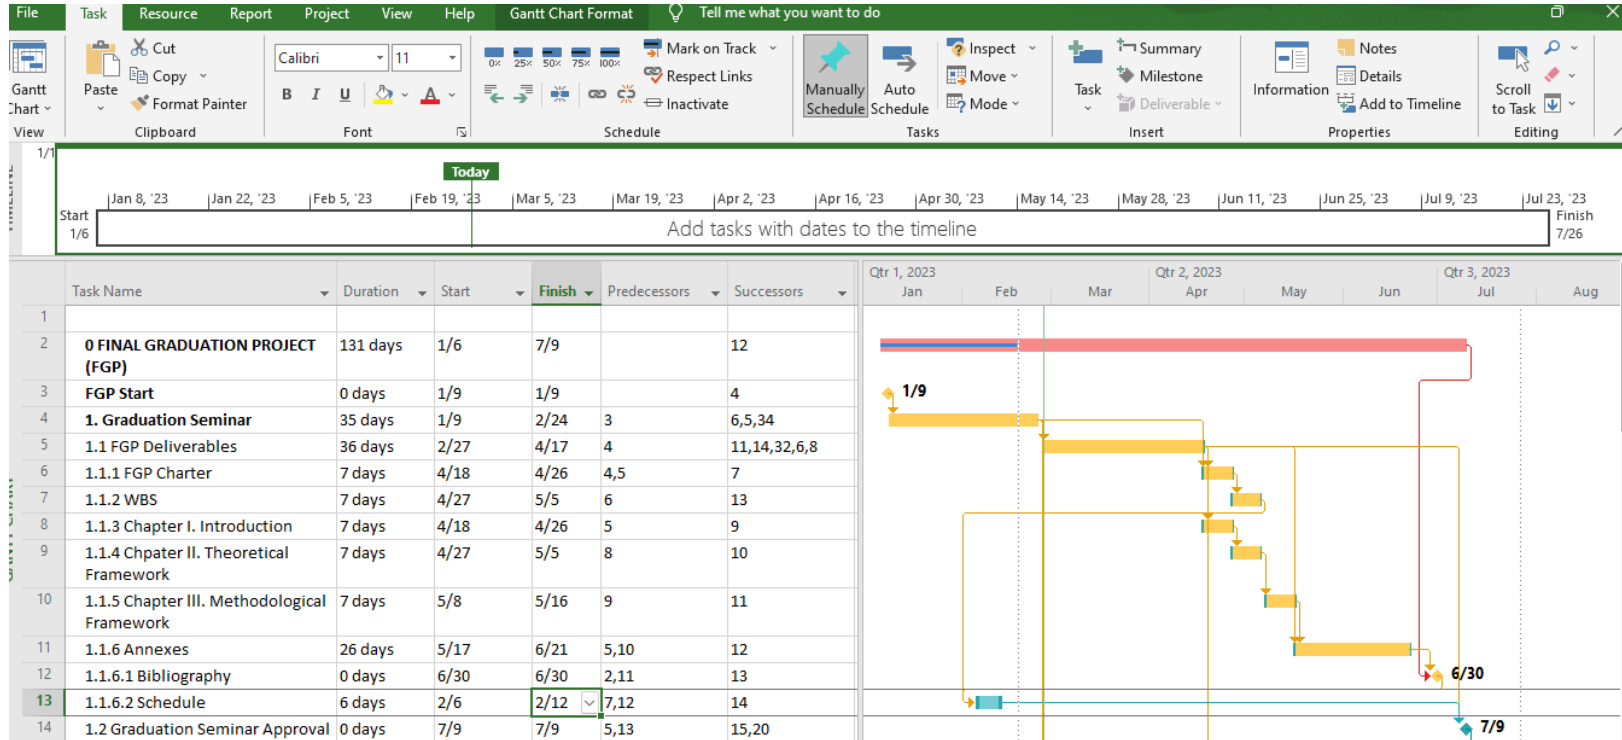 File Task Resource Report Project View Help Gantt Chart Format Tell me what you want to do
Gantt Chart
View
Paste
Cut
Copy
Format Painter
Clipboard
Calibri 11
B I U A
Font
0% 25% 50% 75% 100%
Mark on Track
Respect Links
Inactivate
Schedule
Manually Schedule
Auto Schedule
Inspect
Move
Mode
Tasks
Task
Summary
Milestone
Deliverable
Insert
Information
Notes
Details
Add to Timeline
Properties
Scroll to Task
Editing
TIMELINE
1/1
Today
Jan 8, '23 Jan 22, '23 Feb 5, '23 Feb 19, '23 Mar 5, '23 Mar 19, '23 Apr 2, '23 Apr 16, '23 Apr 30, '23 May 14, '23 May 28, '23 Jun 11, '23 Jun 25, '23 Jul 9, '23 Jul 23, '23
Start
1/6
Add tasks with dates to the timeline
Finish
7/26
GANTT CHART
Task Name Duration Start Finish Predecessors Successors
Qtr 1, 2023 Qtr 2, 2023 Qtr 3, 2023
Jan Feb Mar Apr May Jun Jul Aug
1
2 0 FINAL GRADUATION PROJECT 131 days 1/6 7/9 12
(FGP)
3 FGP Start 0 days 1/9 1/9 4 1/9
4 1. Graduation Seminar 35 days 1/9 2/24 3 6,5,34
5 1.1 FGP Deliverables 36 days 2/27 4/17 4 11,14,32,6,8
6 1.1.1 FGP Charter 7 days 4/18 4/26 4,5 7
7 1.1.2 WBS 7 days 4/27 5/5 6 13
8 1.1.3 Chapter I. Introduction 7 days 4/18 4/26 5 9
9 1.1.4 Chpater II. Theoretical 7 days 4/27 5/5 8 10
Framework
10 1.1.5 Chapter III. Methodological 7 days 5/8 5/16 9 11
Framework
11 1.1.6 Annexes 26 days 5/17 6/21 5,10 12
12 1.1.6.1 Bibliography 0 days 6/30 6/30 2,11 13 6/30
13 1.1.6.2 Schedule 6 days 2/6 2/12 7,12 14
14 1.2 Graduation Seminar Approval 0 days 7/9 7/9 5,13 15,20 7/9